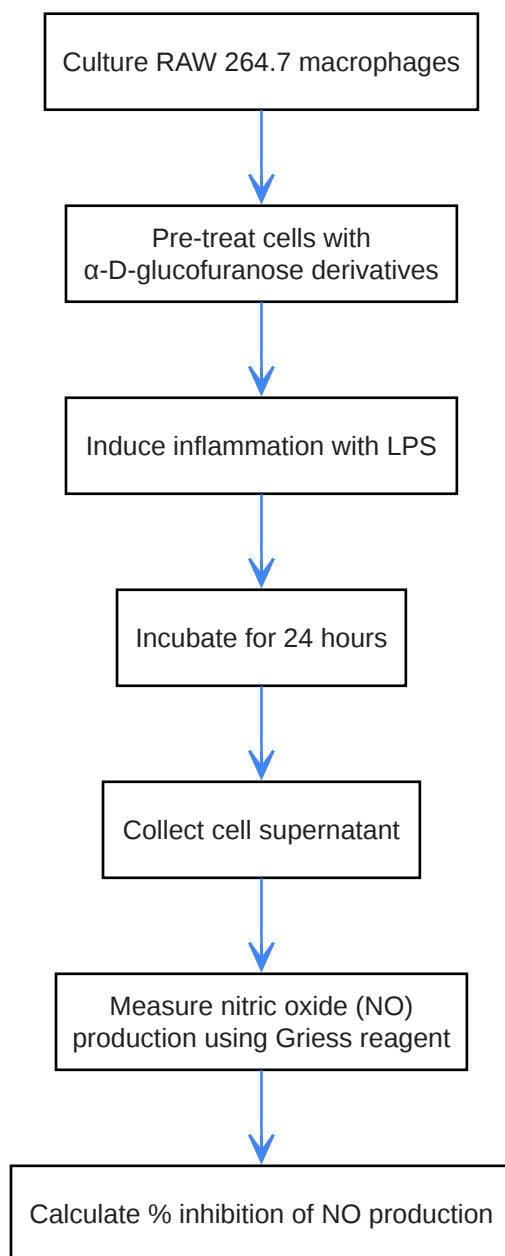 Culture RAW 264.7 macrophages
Pre-treat cells with
α-D-glucofuranose derivatives
Induce inflammation with LPS
Incubate for 24 hours
Collect cell supernatant
Measure nitric oxide (NO)
production using Griess reagent
Calculate % inhibition of NO production